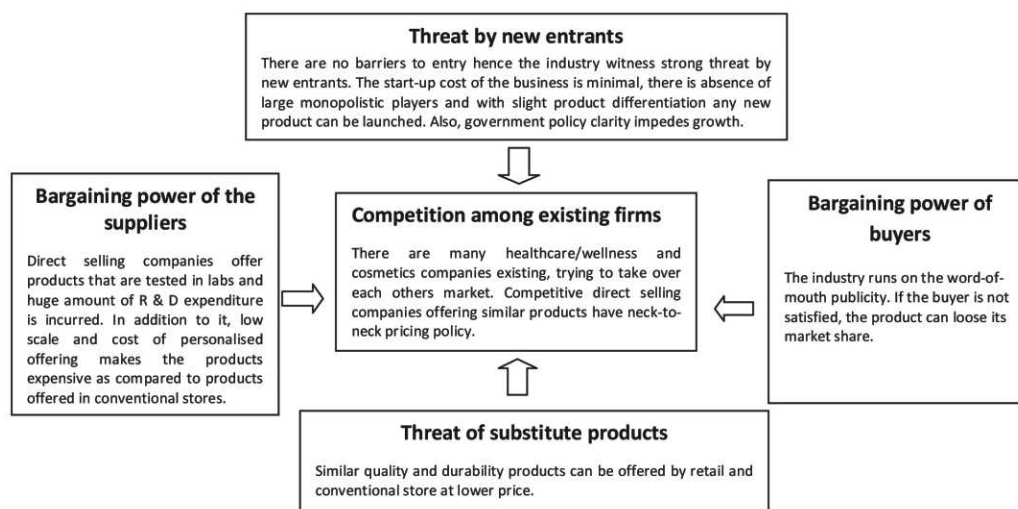 Threat by new entrants
There are no barriers to entry hence the industry witness strong threat by
new entrants. The start-up cost of the business is minimal, there is absence of
large monopolistic players and with slight product differentiation any new
product can be launched. Also, government policy clarity impedes growth.
Bargaining power of the
suppliers
Direct selling companies offer
products that are tested in labs and
huge amount of R & D expenditure
is incurred. In addition to it, low
scale and cost of personalised
offering makes the products
expensive as compared to products
offered in conventional stores.
Competition among existing firms
There are many healthcare/wellness and
cosmetics companies existing, trying to take over
each others market. Competitive direct selling
companies offering similar products have neck-to-
neck pricing policy.
Bargaining power of
buyers
The industry runs on the word-of-
mouth publicity. If the buyer is not
satisfied, the product can loose its
market share.
Threat of substitute products
Similar quality and durability products can be offered by retail and
conventional store at lower price.